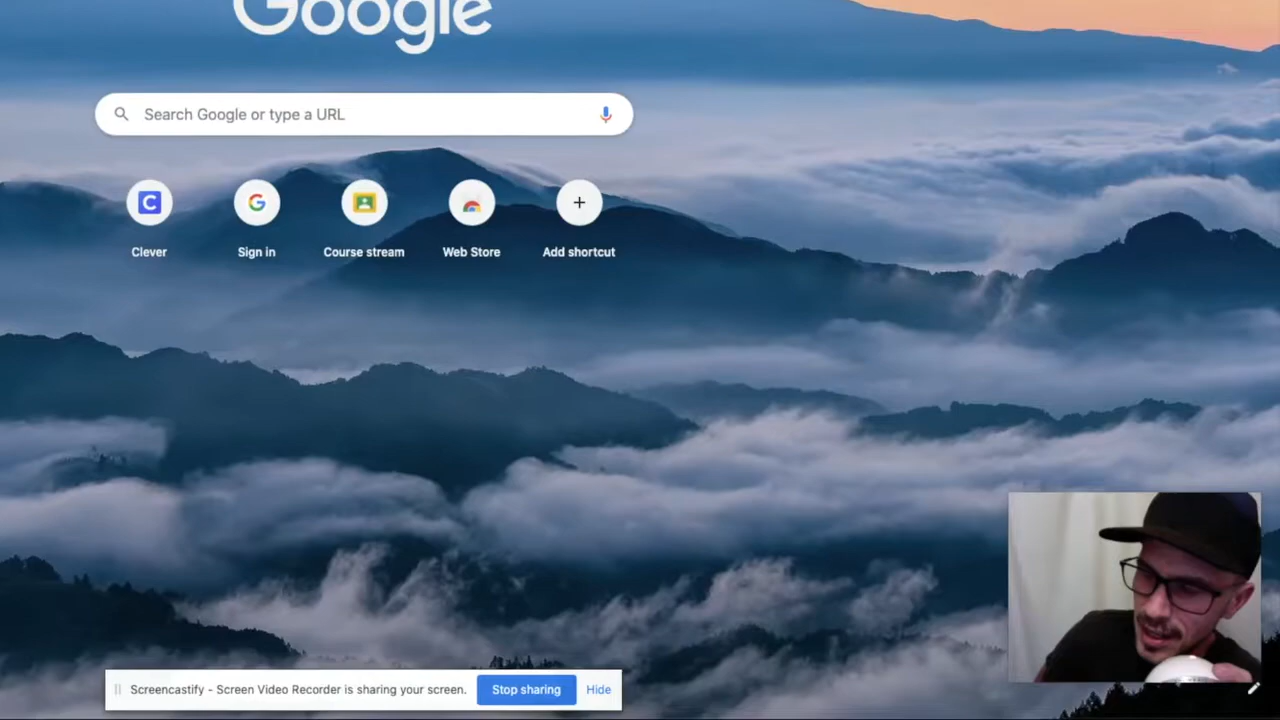 Google
Search Google or type a URL
Clever
Sign in
Course stream
Web Store
Add shortcut
Screencastify - Screen Video Recorder is sharing your screen.
Stop sharing
Hide